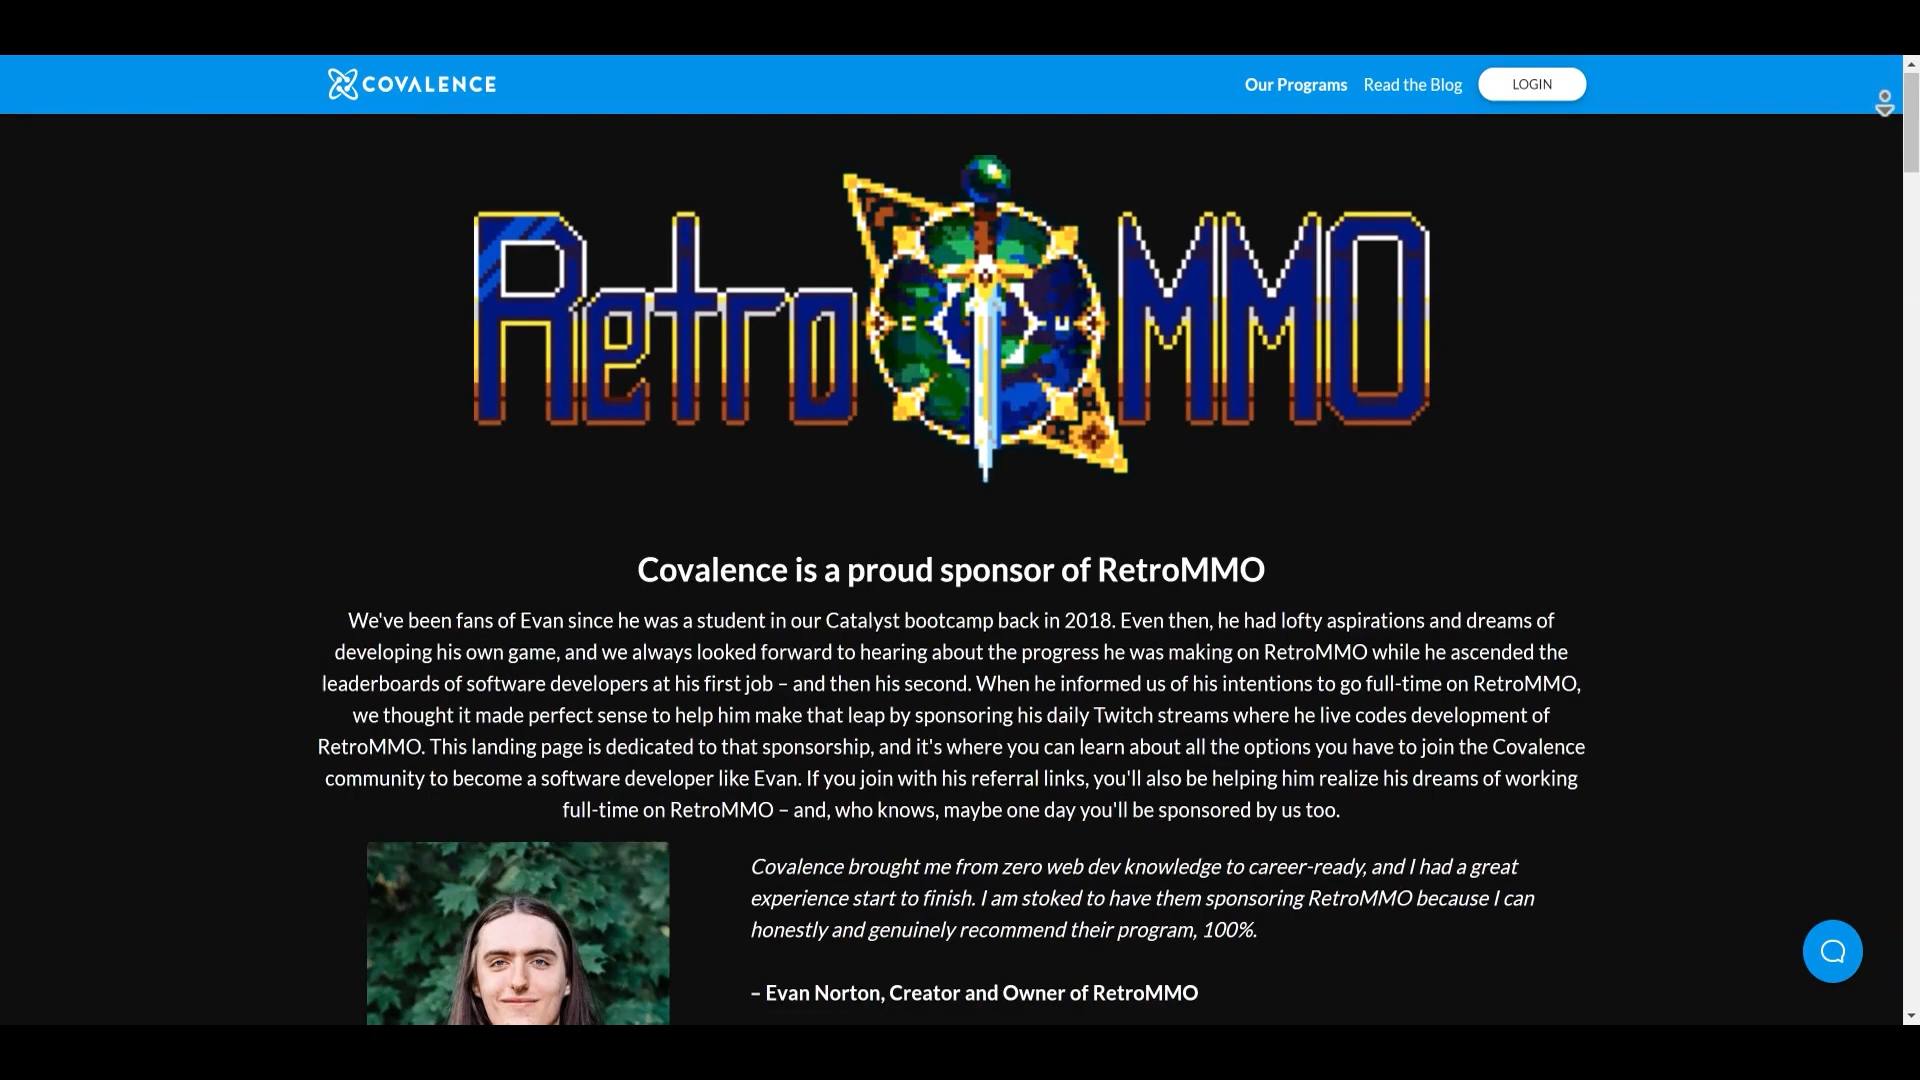 COVALENCE
Our Programs
Read the Blog
LOGIN
Retro MMO
Covalence is a proud sponsor of RetroMMO
We've been fans of Evan since he was a student in our Catalyst bootcamp back in 2018. Even then, he had lofty aspirations and dreams of
developing his own game, and we always looked forward to hearing about the progress he was making on RetroMMO while he ascended the
leaderboards of software developers at his first job – and then his second. When he informed us of his intentions to go full-time on RetroMMO,
we thought it made perfect sense to help him make that leap by sponsoring his daily Twitch streams where he live codes development of
RetroMMO. This landing page is dedicated to that sponsorship, and it's where you can learn about all the options you have to join the Covalence
community to become a software developer like Evan. If you join with his referral links, you'll also be helping him realize his dreams of working
full-time on RetroMMO – and, who knows, maybe one day you'll be sponsored by us too.
Covalence brought me from zero web dev knowledge to career-ready, and I had a great
experience start to finish. I am stoked to have them sponsoring RetroMMO because I can
honestly and genuinely recommend their program, 100%.
– Evan Norton, Creator and Owner of RetroMMO